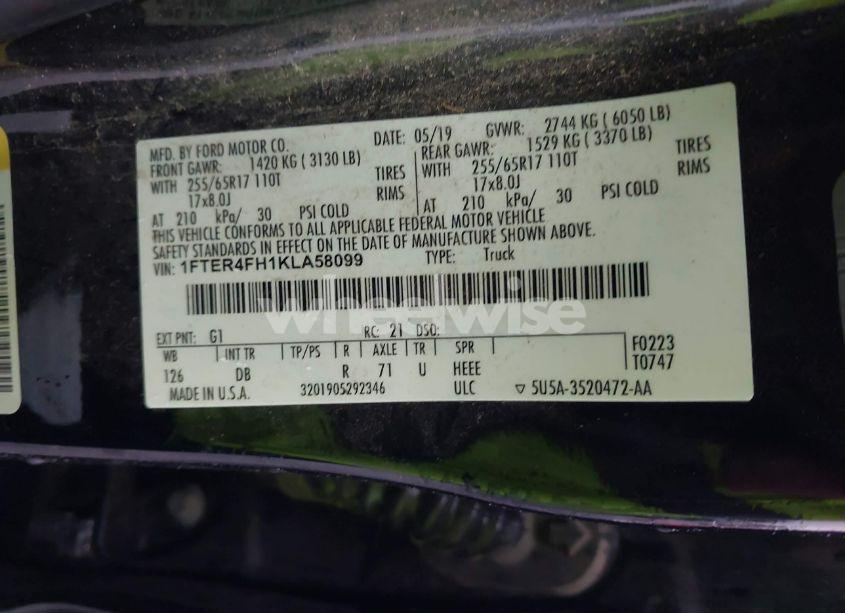 MFD. BY FORD MOTOR CO. DATE: 05/19 GVWR: 2744 KG ( 6050 LB)
FRONT GAWR: 1420 KG ( 3130 LB) REAR GAWR: 1529 KG ( 3370 LB)
WITH 255/65R17 110T TIRES WITH 255/65R17 110T TIRES
17x8.0J RIMS 17x8.0J RIMS
AT 210 kPa/ 30 PSI COLD AT 210 kPa/ 30 PSI COLD
THIS VEHICLE CONFORMS TO ALL APPLICABLE FEDERAL MOTOR VEHICLE
SAFETY STANDARDS IN EFFECT ON THE DATE OF MANUFACTURE SHOWN ABOVE.
VIN: 1FTER4FH1KLA58099 TYPE: Truck
wheelwise
EXT PNT: G1 RC: 21 DSO: F0223
WB INT TR TP/PS R AXLE TR SPR T0747
126 DB R 71 U HEEE
MADE IN U.S.A. 3201905292346 ULC ▽ 5U5A-3520472-AA